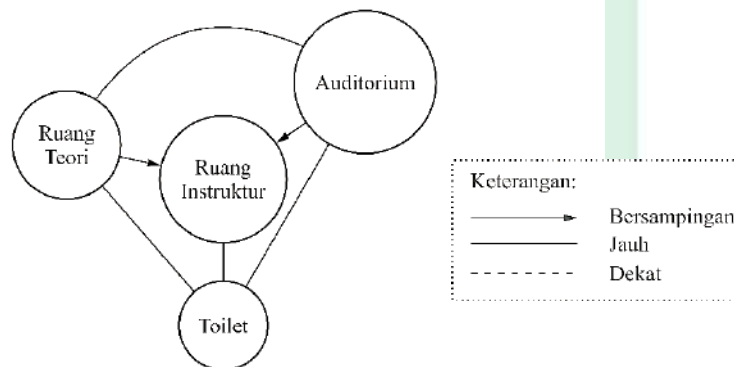 Auditorium
Ruang
Teori
Ruang
Instruktur
Toilet
Keterangan:
Bersampingan
Jauh
Dekat